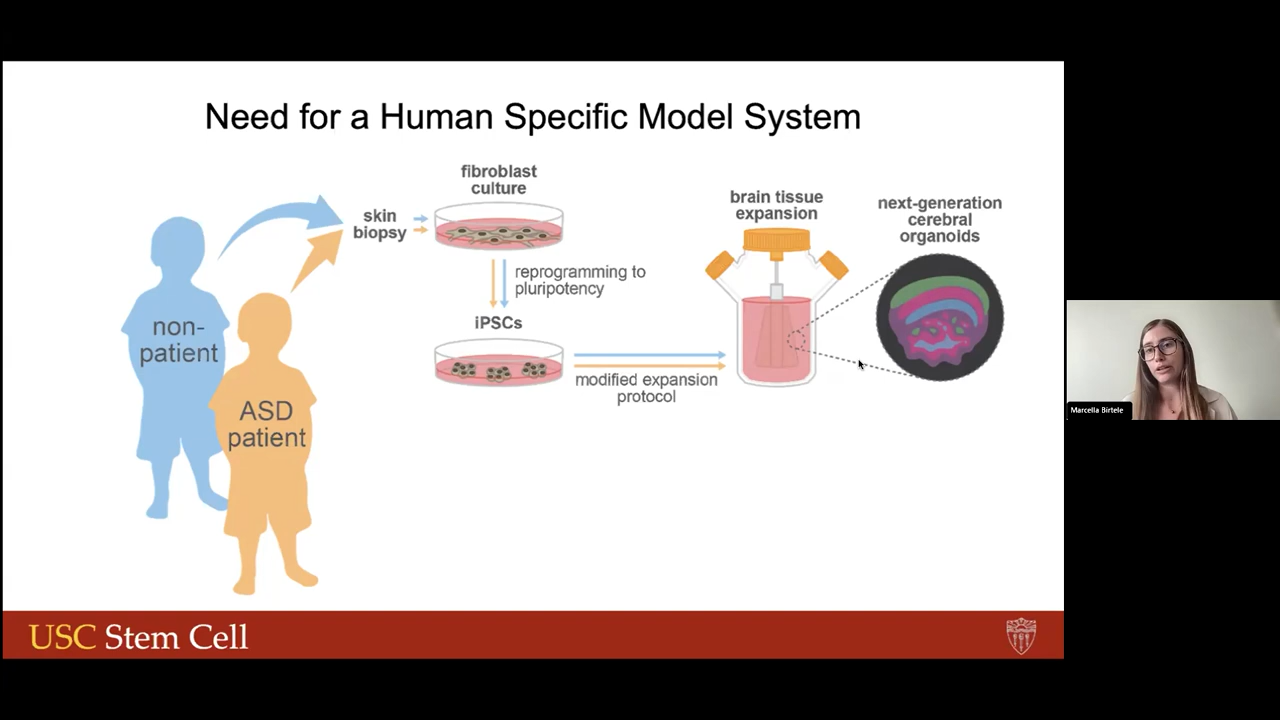 Need for a Human Specific Model System
non-
patient
ASD
patient
skin
biopsy
fibroblast
culture
reprogramming to
pluripotency
iPSCs
modified expansion
protocol
brain tissue
expansion
next-generation
cerebral
organoids
Marcella Birtele
USC Stem Cell